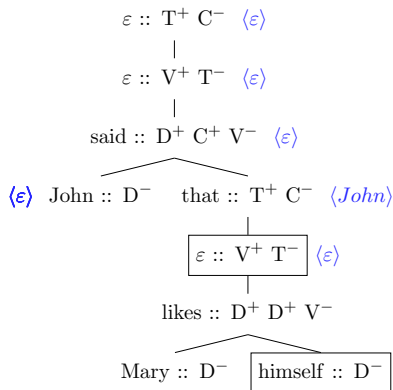 ε :: T⁺ C⁻ ⟨ε⟩
ε :: V⁺ T⁻ ⟨ε⟩
said :: D⁺ C⁺ V⁻ ⟨ε⟩
⟨ε⟩ John :: D⁻ that :: T⁺ C⁻ ⟨John⟩
ε :: V⁺ T⁻ ⟨ε⟩
likes :: D⁺ D⁺ V⁻
Mary :: D⁻ himself :: D⁻